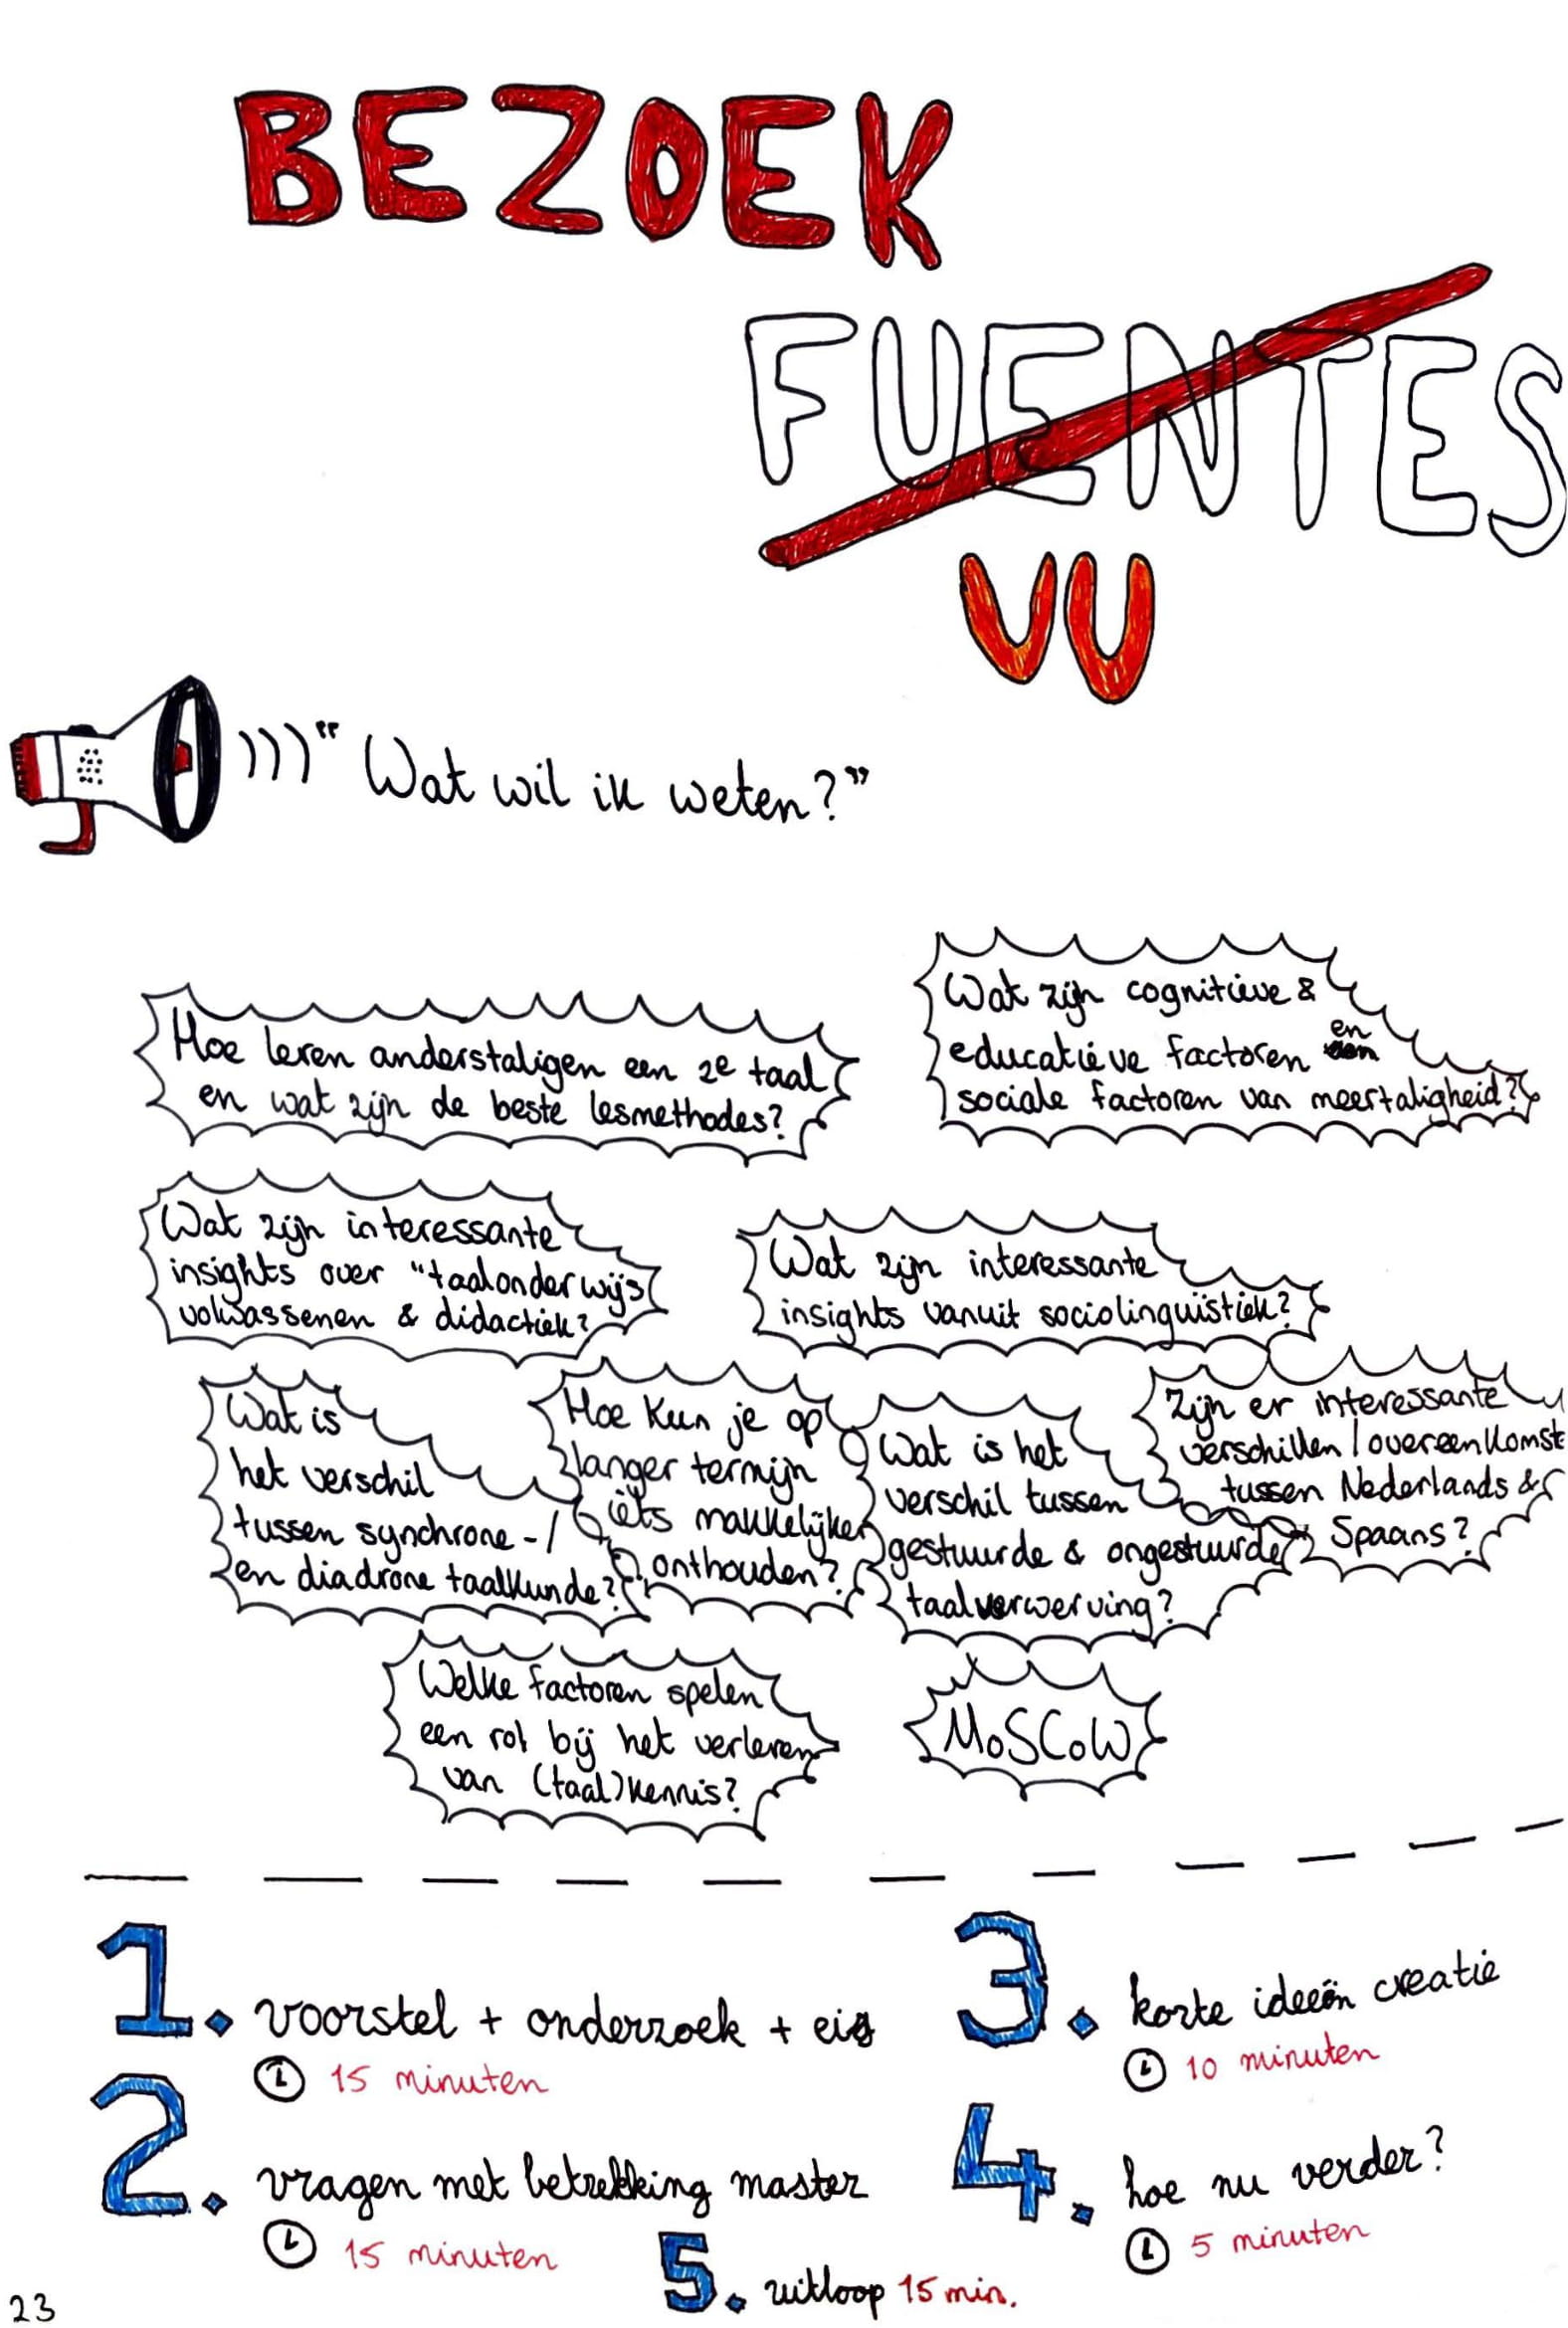 BEZOEK
FUENTES
VU
"Wat wil ik weten?"
Hoe leren anderstaligen een 2e taal
en wat zijn de beste lesmethodes?
Wat zijn cognitieve &
educatieve factoren en
sociale factoren van meertaligheid?
Wat zijn interessante
insights over "taalonderwijs
volwassenen & didactiek?
Wat zijn interessante
insights vanuit sociolinguïstiek?
Wat is
het verschil
tussen synchrone-/
en diadrone taalkunde?
Hoe kun je op
langer termijn
iets makkelijker
onthouden?
Wat is het
verschil tussen
gestuurde & ongestuurde
taalverwerving?
Zijn er interessante
verschillen/overeenkomst
tussen Nederlands &
Spaans?
Welke factoren spelen
een rol bij het verleren
van (taal)kennis?
MoSCoW
1. voorstel + onderzoek + eis
15 minuten
2. vragen met betrekking master
15 minuten
3. korte ideeën creatie
10 minuten
4. hoe nu verder?
5 minuten
5. uitloop 15 min.
23